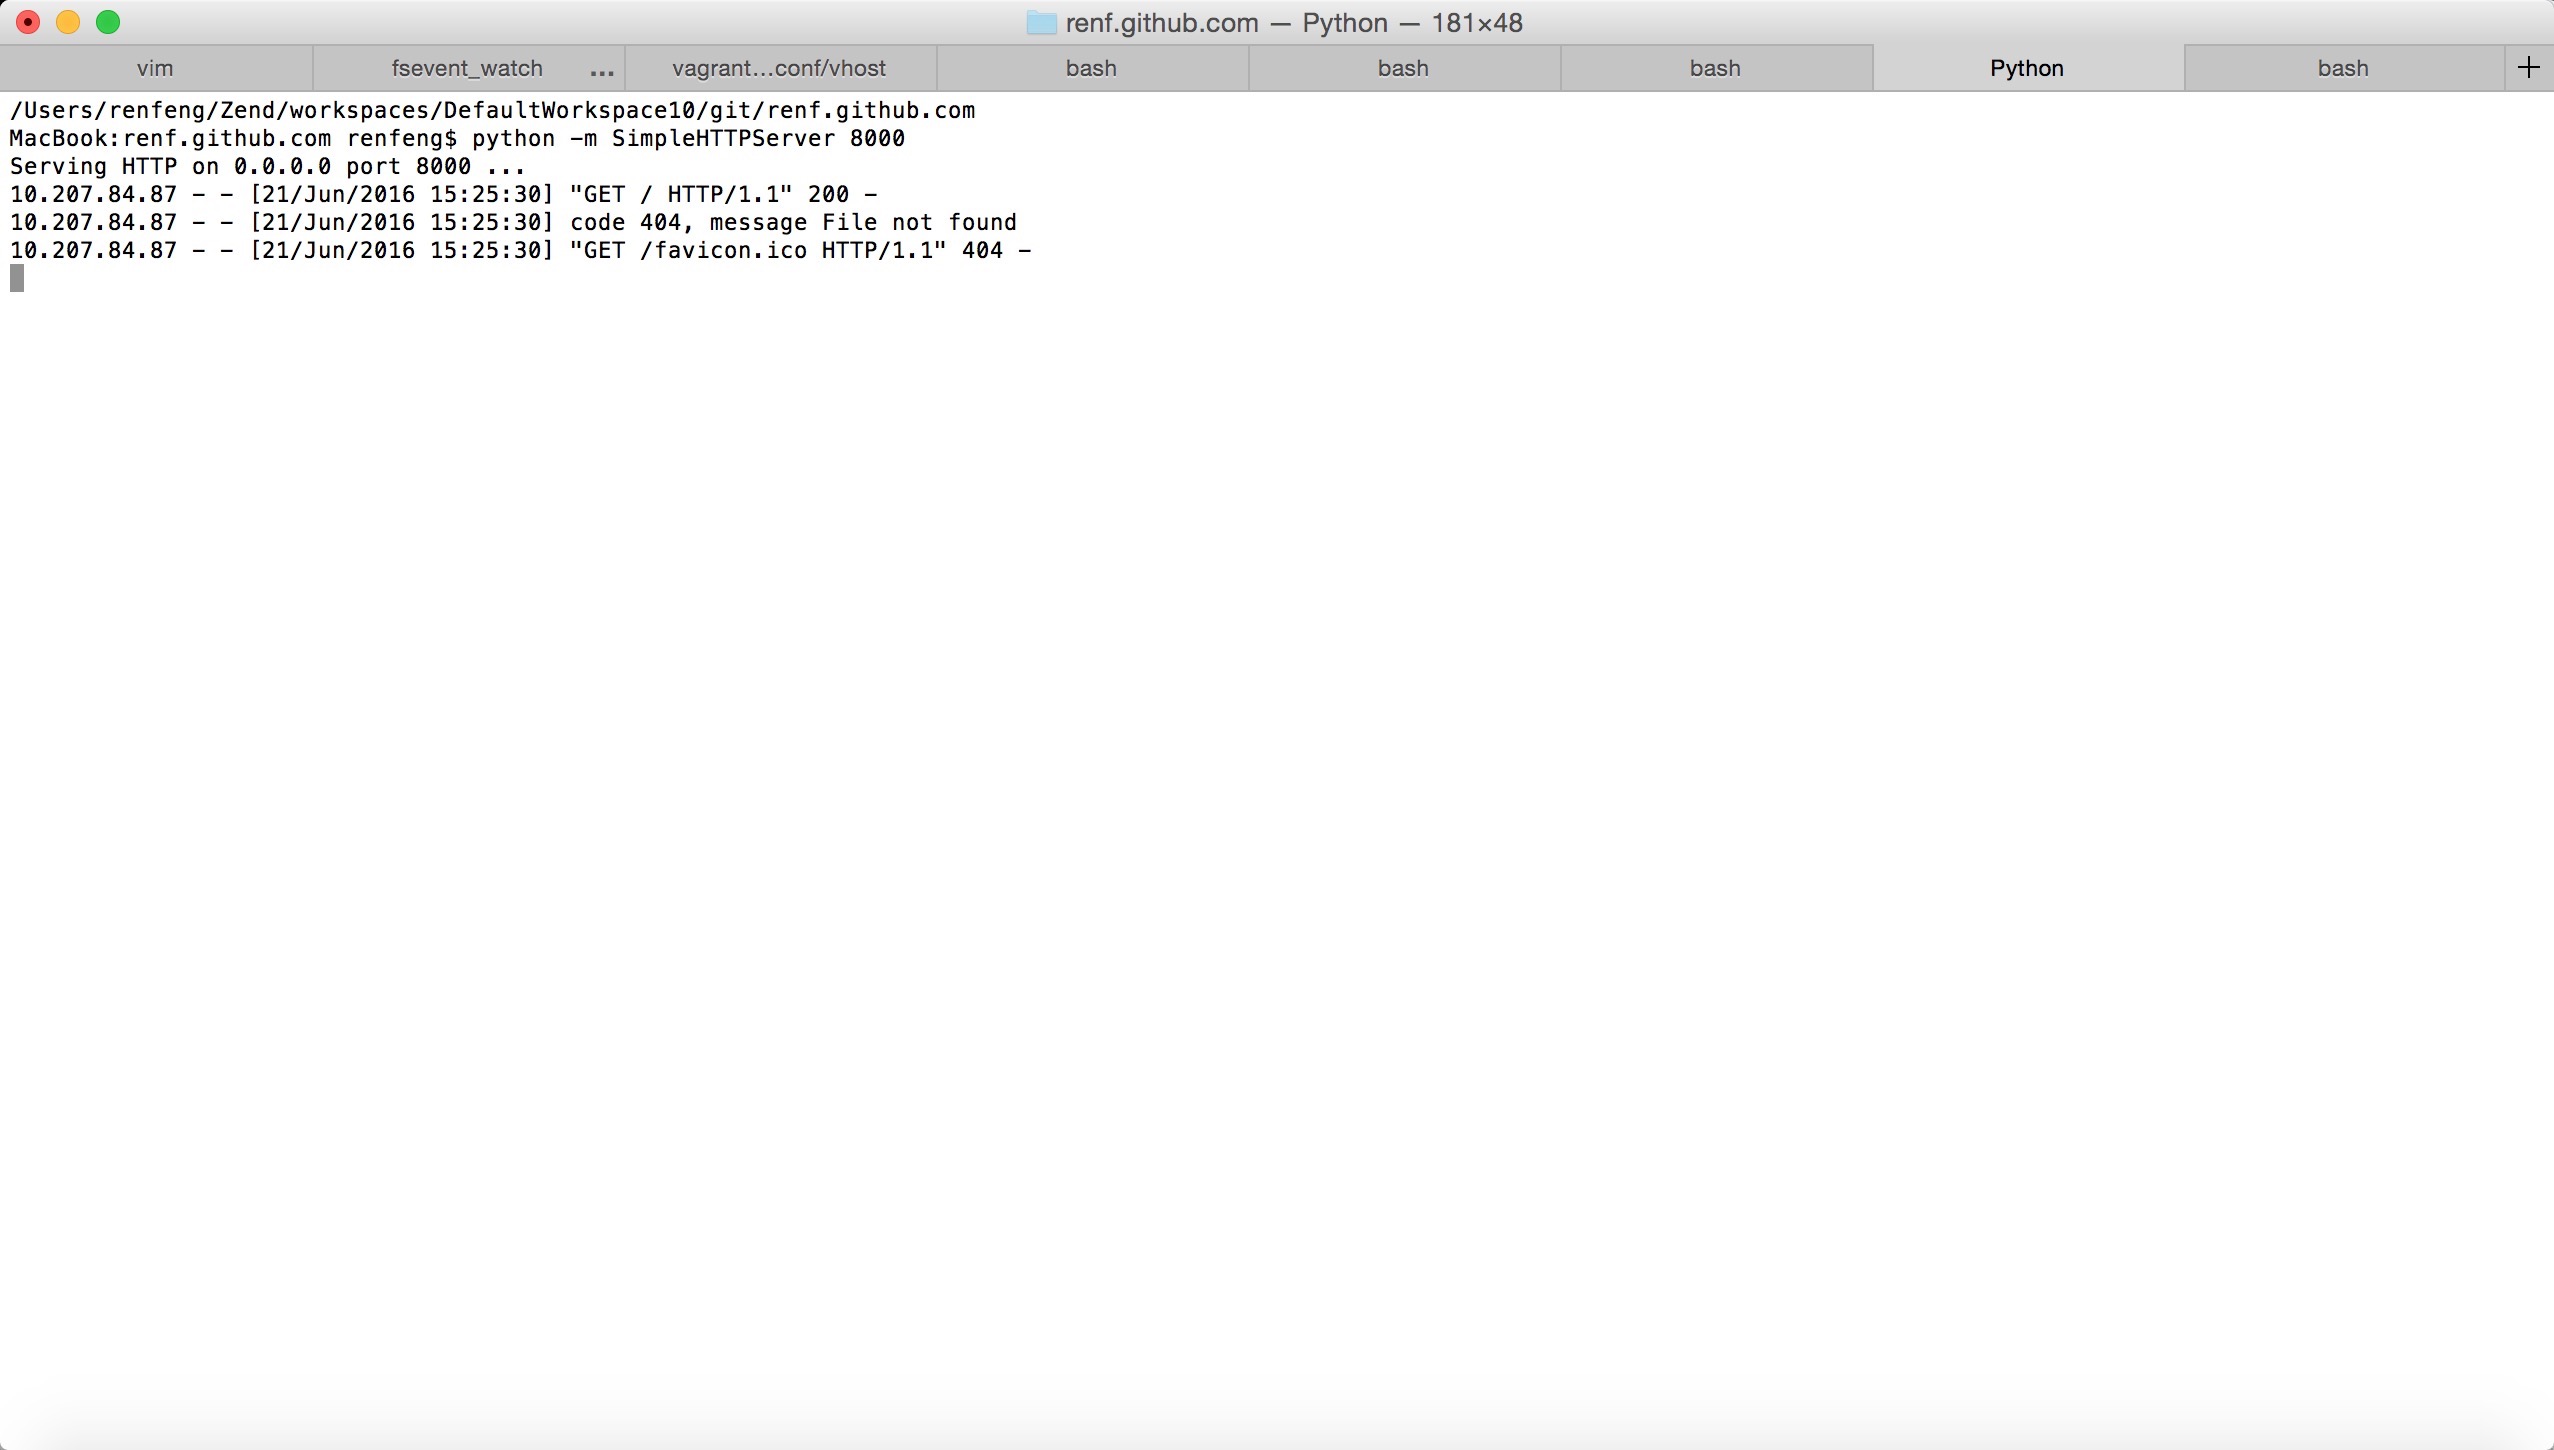 renf.github.com — Python — 181×48
vim fsevent_watch ... vagrant...conf/vhost bash bash bash Python bash +
/Users/renfeng/Zend/workspaces/DefaultWorkspace10/git/renf.github.com
MacBook:renf.github.com renfeng$ python -m SimpleHTTPServer 8000
Serving HTTP on 0.0.0.0 port 8000 ...
10.207.84.87 - - [21/Jun/2016 15:25:30] "GET / HTTP/1.1" 200 -
10.207.84.87 - - [21/Jun/2016 15:25:30] code 404, message File not found
10.207.84.87 - - [21/Jun/2016 15:25:30] "GET /favicon.ico HTTP/1.1" 404 -